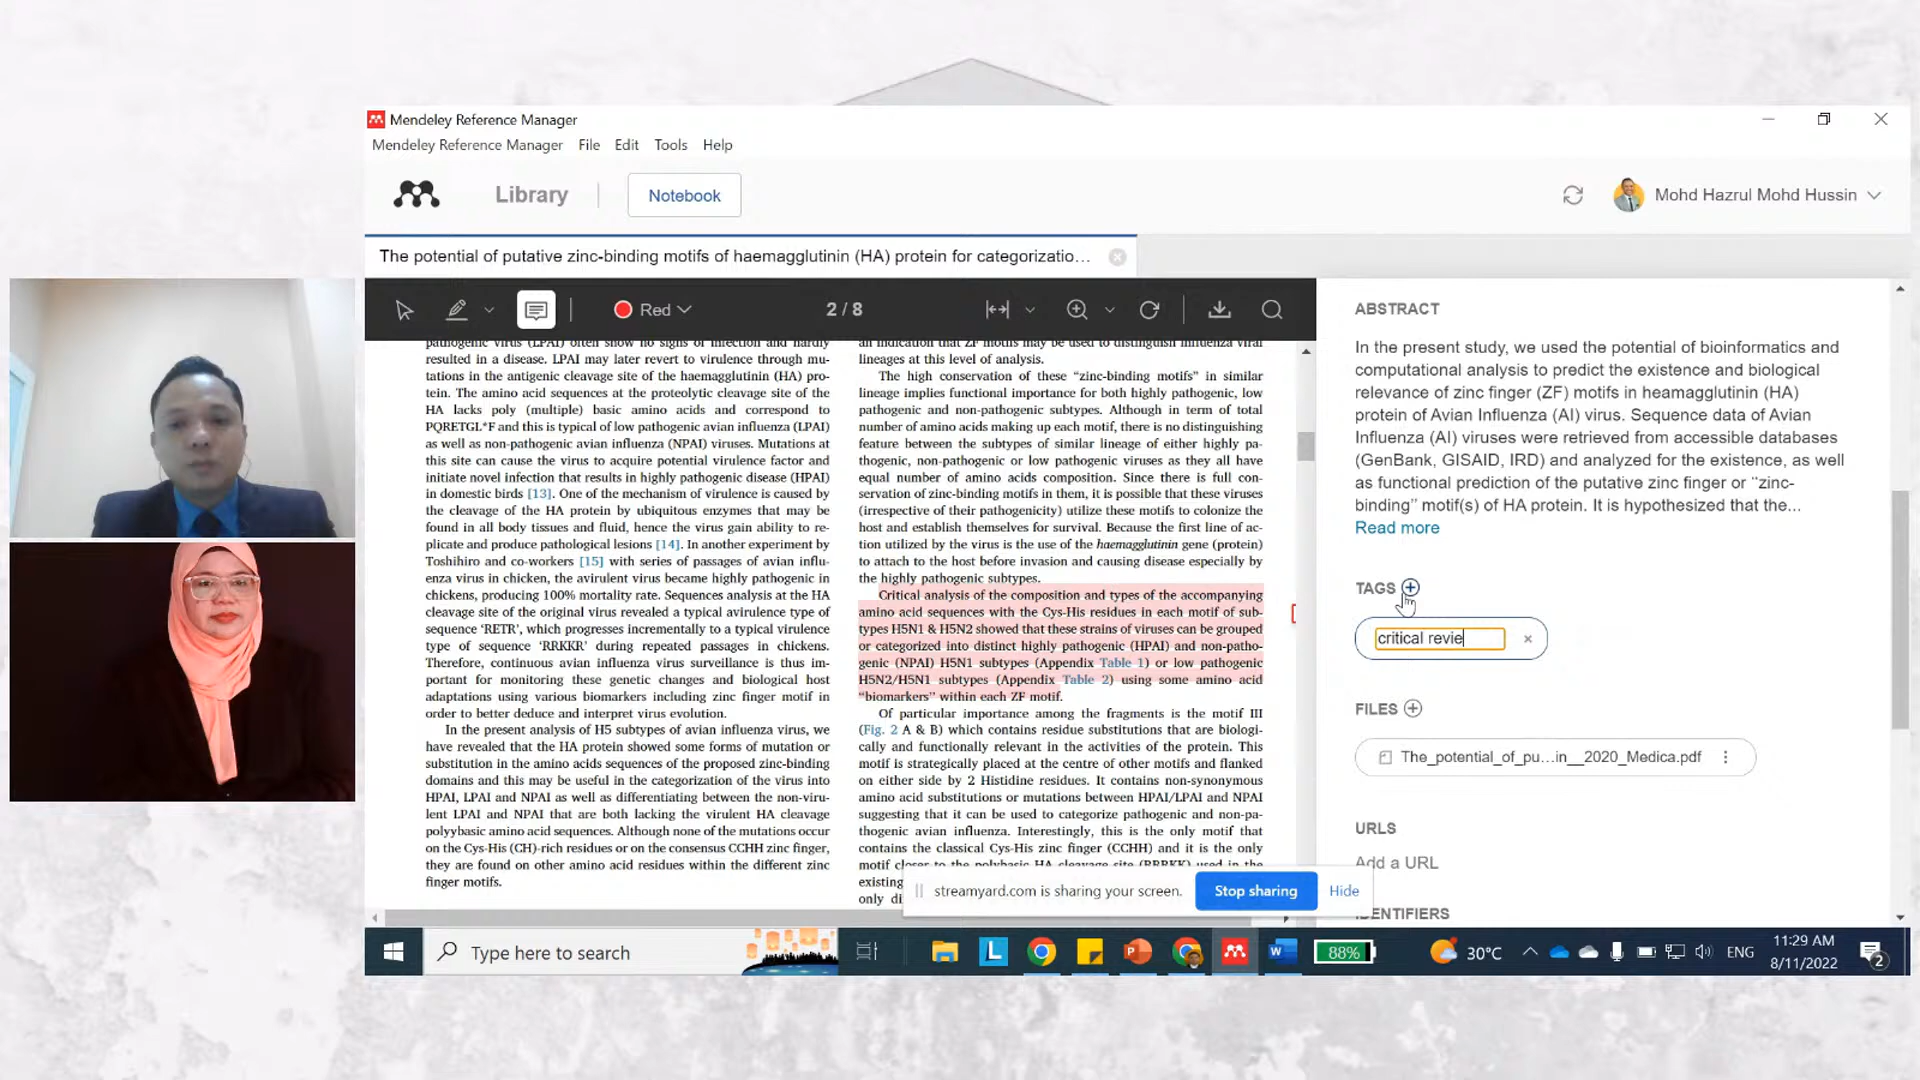 Mendeley Reference Manager
Mendeley Reference Manager File Edit Tools Help
Library
Notebook
Mohd Hazrul Mohd Hussin
The potential of putative zinc-binding motifs of haemagglutinin (HA) protein for categorizatio…
Red
2 / 8
pathogenic virus (LPAI) often show no signs of infection and hardly
resulted in a disease. LPAI may later revert to virulence through mu-
tations in the antigenic cleavage site of the haemagglutinin (HA) pro-
tein. The amino acid sequences at the proteolytic cleavage site of the
HA lacks poly (multiple) basic amino acids and correspond to
PQRETGL*F and this is typical of low pathogenic avian influenza (LPAI)
as well as non-pathogenic avian influenza (NPAI) viruses. Mutations at
this site can cause the virus to acquire potential virulence factor and
initiate novel infection that results in highly pathogenic disease (HPAI)
in domestic birds [13]. One of the mechanism of virulence is caused by
the cleavage of the HA protein by ubiquitous enzymes that may be
found in all body tissues and fluid, hence the virus gain ability to re-
plicate and produce pathological lesions [14]. In another experiment by
Toshihiro and co-workers [15] with series of passages of avian influ-
enza virus in chicken, the avirulent virus became highly pathogenic in
chickens, producing 100% mortality rate. Sequences analysis at the HA
cleavage site of the original virus revealed a typical avirulence type of
sequence ‘RETR’, which progresses incrementally to a typical virulence
type of sequence ‘RRKKR’ during repeated passages in chickens.
Therefore, continuous avian influenza virus surveillance is thus im-
portant for monitoring these genetic changes and biological host
adaptations using various biomarkers including zinc finger motif in
order to better deduce and interpret virus evolution.
In the present analysis of H5 subtypes of avian influenza virus, we
have revealed that the HA protein showed some forms of mutation or
substitution in the amino acids sequences of the proposed zinc-binding
domains and this may be useful in the categorization of the virus into
HPAI, LPAI and NPAI as well as differentiating between the non-viru-
lent LPAI and NPAI that are both lacking the virulent HA cleavage
polyybasic amino acid sequences. Although none of the mutations occur
on the Cys-His (CH)-rich residues or on the consensus CCHH zinc finger,
they are found on other amino acid residues within the different zinc
finger motifs.
an indication that ZF motifs may be used to distinguish influenza viral
lineages at this level of analysis.
The high conservation of these “zinc-binding motifs” in similar
lineage implies functional importance for both highly pathogenic, low
pathogenic and non-pathogenic subtypes. Although in term of total
number of amino acids making up each motif, there is no distinguishing
feature between the subtypes of similar lineage of either highly pa-
thogenic, non-pathogenic or low pathogenic viruses as they all have
equal number of amino acids composition. Since there is full con-
servation of zinc-binding motifs in them, it is possible that these viruses
(irrespective of their pathogenicity) utilize these motifs to colonize the
host and establish themselves for survival. Because the first line of ac-
tion utilized by the virus is the use of the haemagglutinin gene (protein)
to attach to the host before invasion and causing disease especially by
the highly pathogenic subtypes.
Critical analysis of the composition and types of the accompanying
amino acid sequences with the Cys-His residues in each motif of sub-
types H5N1 & H5N2 showed that these strains of viruses can be grouped
or categorized into distinct highly pathogenic (HPAI) and non-patho-
genic (NPAI) H5N1 subtypes (Appendix Table 1) or low pathogenic
H5N2/H5N1 subtypes (Appendix Table 2) using some amino acid
“biomarkers” within each ZF motif.
Of particular importance among the fragments is the motif III
(Fig. 2 A & B) which contains residue substitutions that are biologi-
cally and functionally relevant in the activities of the protein. This
motif is strategically placed at the centre of other motifs and flanked
on either side by 2 Histidine residues. It contains non-synonymous
amino acid substitutions or mutations between HPAI/LPAI and NPAI
suggesting that it can be used to categorize pathogenic and non-pa-
thogenic avian influenza. Interestingly, this is the only motif that
contains the classical Cys-His zinc finger (CCHH) and it is the only
motif closer to the polybasic HA cleavage site (RRRKK) used in the
existing
only di
ABSTRACT
In the present study, we used the potential of bioinformatics and
computational analysis to predict the existence and biological
relevance of zinc finger (ZF) motifs in heamagglutinin (HA)
protein of Avian Influenza (AI) virus. Sequence data of Avian
Influenza (AI) viruses were retrieved from accessible databases
(GenBank, GISAID, IRD) and analyzed for the existence, as well
as functional prediction of the putative zinc finger or “zinc-
binding” motif(s) of HA protein. It is hypothesized that the...
Read more
TAGS
critical revie
FILES
The_potential_of_pu…in__2020_Medica.pdf
URLS
Add a URL
IDENTIFIERS
streamyard.com is sharing your screen. Stop sharing Hide
Type here to search
88%
30°C
ENG
11:29 AM
8/11/2022
2